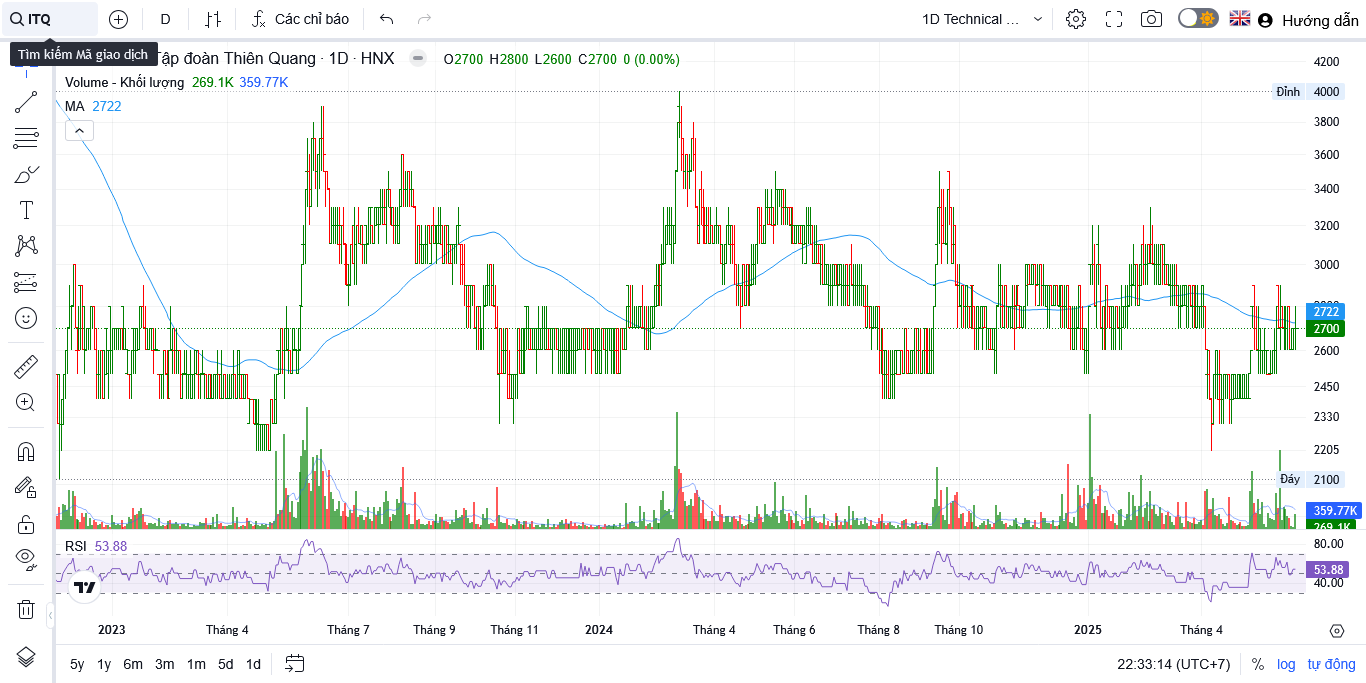 ITQ
D
Các chỉ báo
1D Technical ...
Hướng dẫn
Tìm kiếm Mã giao dịch
Tập đoàn Thiên Quang · 1D · HNX
O2700 H2800 L2600 C2700 0 (0.00%)
Volume - Khối lượng 269.1K 359.77K
MA 2722
4200
Đỉnh 4000
3800
3600
3400
3200
3000
2722
2700
2600
2450
2330
2205
Đáy 2100
359.77K
269.1K
RSI 53.88
80.00
53.88
40.00
2023 Tháng 4 Tháng 7 Tháng 9 Tháng 11 2024 Tháng 4 Tháng 6 Tháng 8 Tháng 10 2025 Tháng 4
5y 1y 6m 3m 1m 5d 1d
22:33:14 (UTC+7) % log tự động